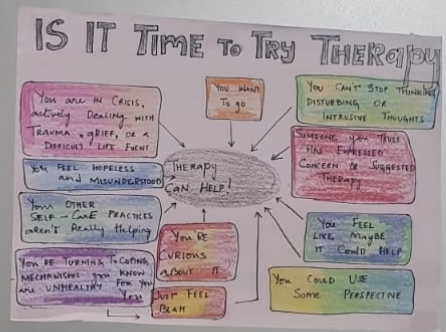 IS IT TIME TO TRY THERAPY
YOU ARE IN CRISIS,
actively DEALING WITH
TRAUMA, GRIEF, OR A
DIFFICULT LIFE EVENT
YOU WANT
TO go
YOU CAN'T STOP THINKING
DISTURBING OR
INTRUSIVE THOUGHTS
SOMEONE you TRUST
HAS EXPRESSED
CONCERN OR SUGGESTED
THERAPY
You FEEL HOPELESS
and MISUNDERSTOOD
THERAPY
CAN HELP!
Your OTHER
SELF-CARE PRACTICES
AREN'T Really HELPING
YOU FEEL
LIKE MAYBE
IT COULD HELP
YOU'RE
CURIOUS
ABOUT IT
YOU'RE TURNING TO COPING
MECHANISMS you KNOW
ARE UNHEALTHY FOR YOU
YOU
JUST FEEL
BLAH
YOU COULD USE
SOME PERSPECTIVE